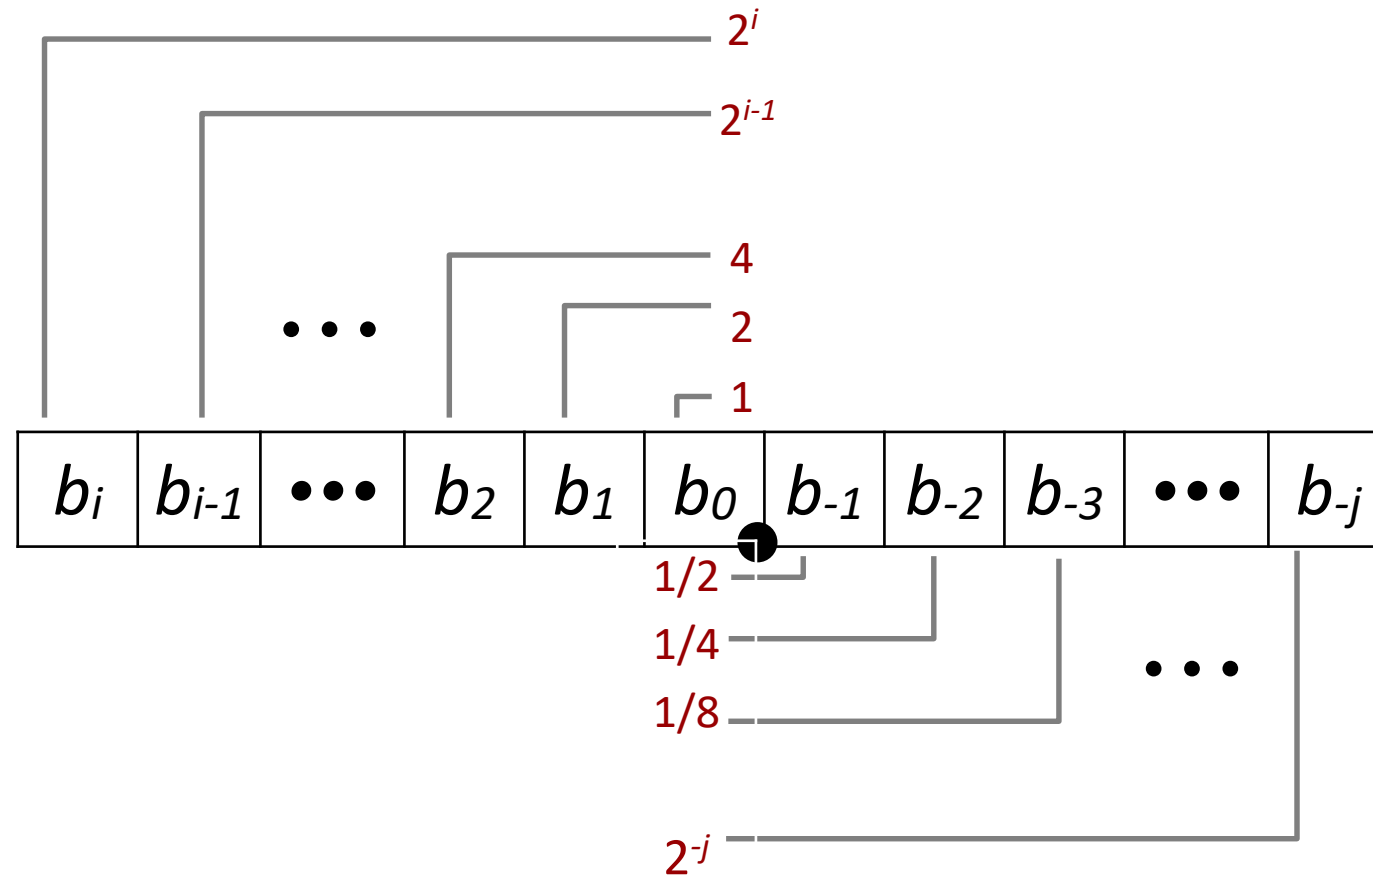 2^i
2^{i-1}
4
2
1
b_i b_{i-1} ••• b_2 b_1 b_0 b_{-1} b_{-2} b_{-3} ••• b_{-j}
1/2
1/4
1/8
2^{-j}